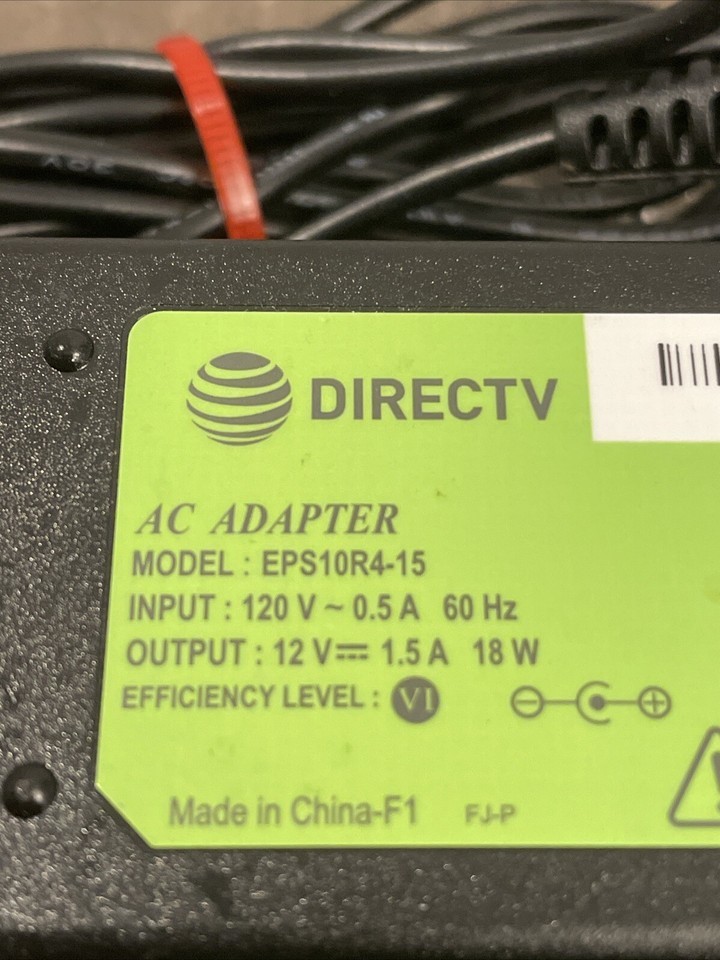 DIRECTV
AC ADAPTER
MODEL : EPS10R4-15
INPUT : 120 V ~ 0.5 A 60 Hz
OUTPUT : 12 V⎓ 1.5 A 18 W
EFFICIENCY LEVEL : VI
Made in China-F1 FJ-P